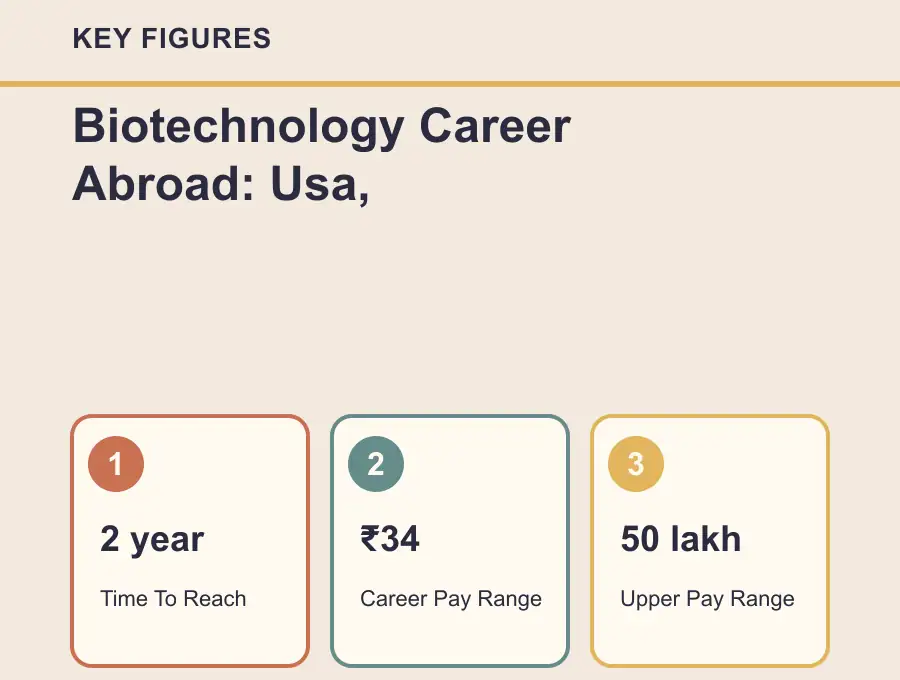 KEY FIGURES
Biotechnology Career
Abroad: Usa,
1
2 year
Time To Reach
2
₹34
Career Pay Range
3
50 lakh
Upper Pay Range